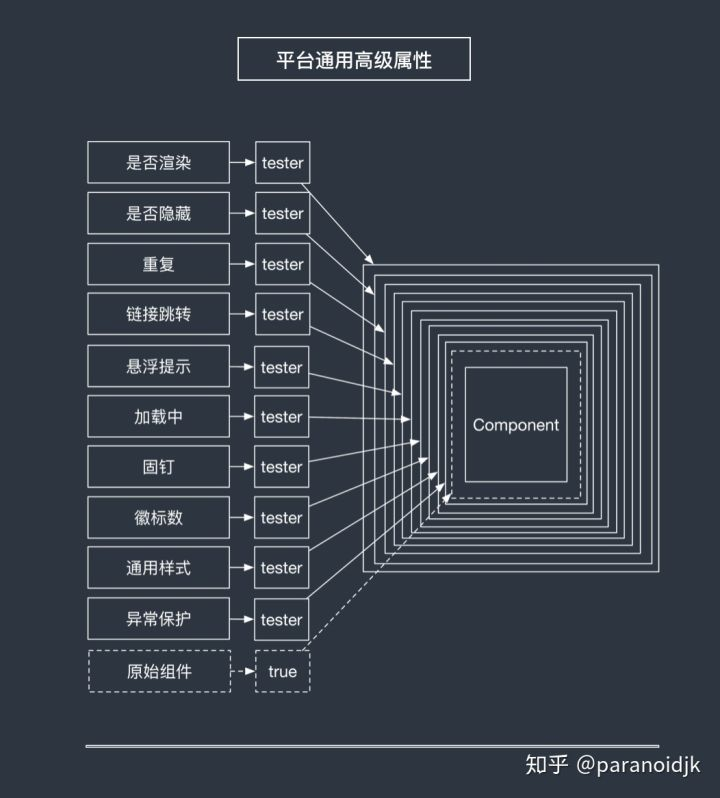 平台通用高级属性
是否渲染 tester
是否隐藏 tester
重复 tester
链接跳转 tester
悬浮提示 tester
加载中 tester
Component
固钉 tester
徽标数 tester
通用样式 tester
异常保护 tester
原始组件 true
知乎 @paranoidjk